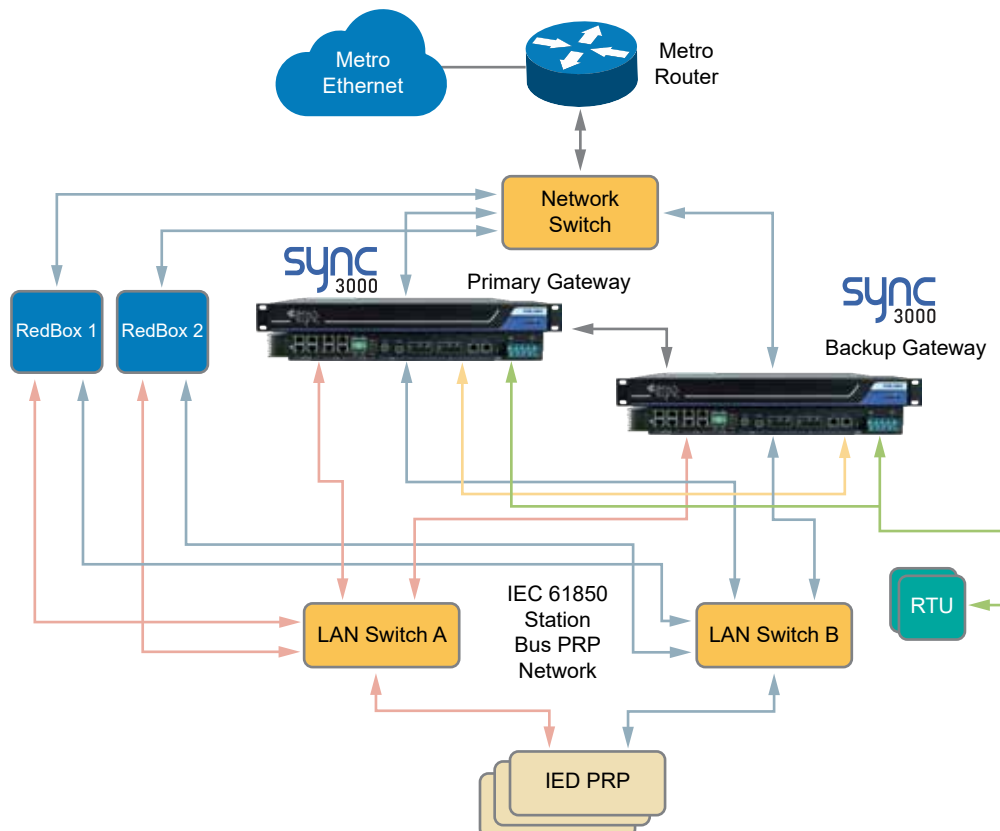 Metro
Ethernet
Metro
Router
Network
Switch
sync
3000
Primary Gateway
sync
3000
Backup Gateway
RedBox 1
RedBox 2
IEC 61850
Station
Bus PRP
Network
LAN Switch A
LAN Switch B
RTU
IED PRP